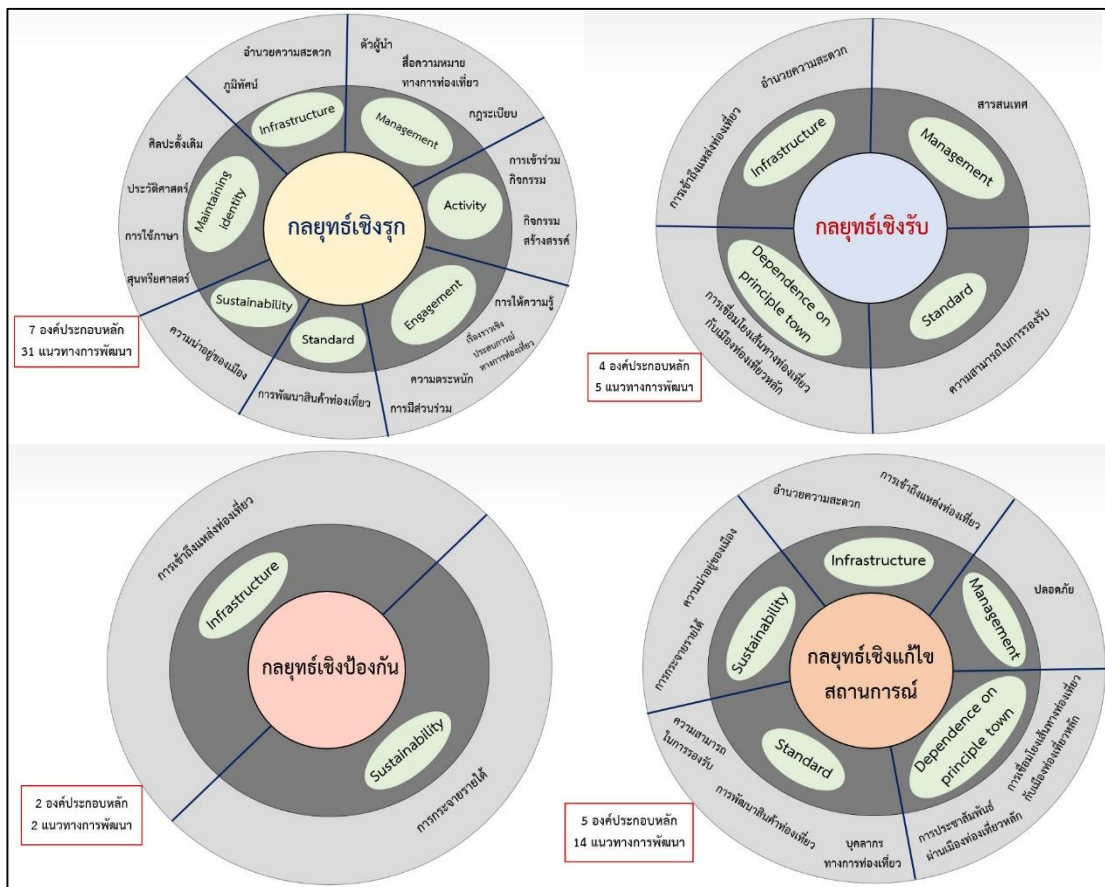 อำนวยความสะดวก
ภูมิทัศน์
ตัวผู้นำ
สื่อความหมาย
ทางการท่องเที่ยว
กฎระเบียบ
Infrastructure
Management
ศิลปะดั้งเดิม
ประวัติศาสตร์
การใช้ภาษา
สุนทรียศาสตร์
Maintaining
identity
กลยุทธ์เชิงรุก
Activity
การเข้าร่วม
กิจกรรม
กิจกรรม
สร้างสรรค์
Sustainability
Standard
Engagement
การให้ความรู้
เรื่องราวเชิง
ประสบการณ์
ทางการท่องเที่ยว
ความตระหนัก
การมีส่วนร่วม
ความน่าอยู่ของเมือง
การพัฒนาสินค้าท่องเที่ยว
7 องค์ประกอบหลัก
31 แนวทางการพัฒนา
อำนวยความสะดวก
การเข้าถึงแหล่งท่องเที่ยว
สารสนเทศ
Infrastructure
Management
กลยุทธ์เชิงรับ
Dependence on
principle town
Standard
การเชื่อมโยงเส้นทางท่องเที่ยว
กับเมืองท่องเที่ยวหลัก
ความสามารถในการรองรับ
4 องค์ประกอบหลัก
5 แนวทางการพัฒนา
การเข้าถึงแหล่งท่องเที่ยว
Infrastructure
กลยุทธ์เชิงป้องกัน
Sustainability
การกระจายรายได้
2 องค์ประกอบหลัก
2 แนวทางการพัฒนา
อำนวยความสะดวก
การเข้าถึงแหล่งท่องเที่ยว
Infrastructure
ความน่าอยู่ของเมือง
การกระจายรายได้
Sustainability
Management
ปลอดภัย
กลยุทธ์เชิงแก้ไข
สถานการณ์
Standard
Dependence on
principle town
การเชื่อมโยงเส้นทางท่องเที่ยว
กับเมืองท่องเที่ยวหลัก
การประชาสัมพันธ์
ผ่านเมืองท่องเที่ยวหลัก
ความสามารถ
ในการรองรับ
การพัฒนาสินค้าท่องเที่ยว
บุคลากร
ทางการท่องเที่ยว
5 องค์ประกอบหลัก
14 แนวทางการพัฒนา